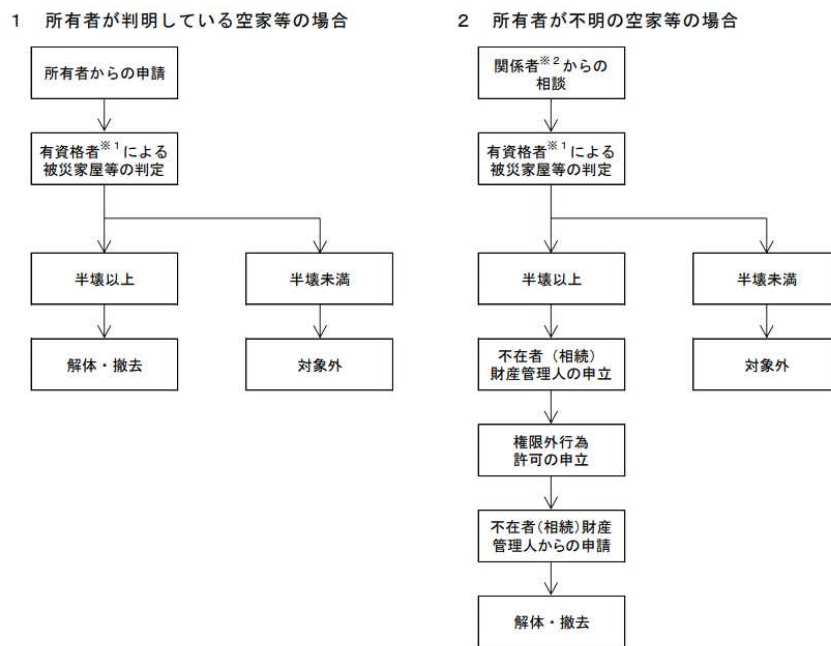 1 所有者が判明している空家等の場合
所有者からの申請
有資格者※1による
被災家屋等の判定
半壊以上
半壊未満
解体・撤去
対象外
2 所有者が不明の空家等の場合
関係者※2からの
相談
有資格者※1による
被災家屋等の判定
半壊以上
半壊未満
不在者（相続）
財産管理人の申立
対象外
権限外行為
許可の申立
不在者(相続)財産
管理人からの申請
解体・撤去